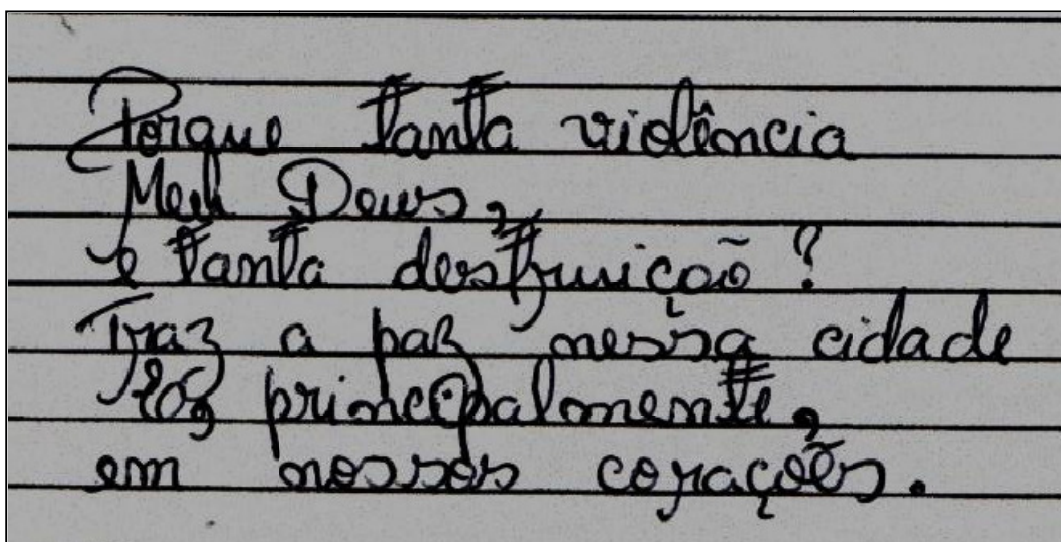 Porque tanta violência
Meu Deus,
e tanta destruição?
Traz a paz nessa cidade
principalmente,
em nossos corações.